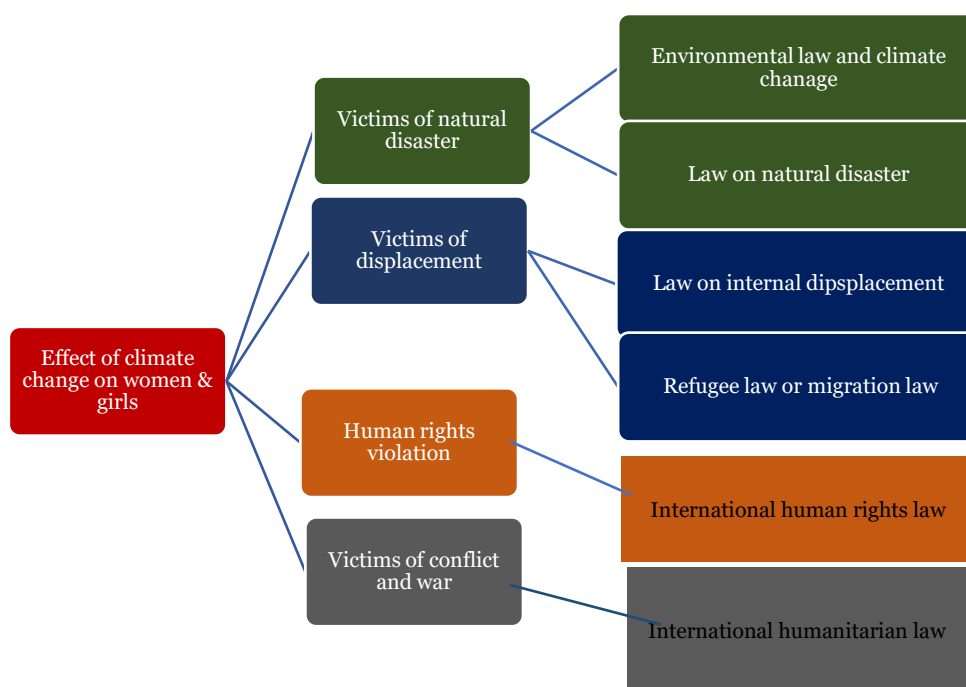 Effect of climate
change on women &
girls
Victims of natural
disaster
Environmental law and climate
chanage
Law on natural disaster
Victims of
displacement
Law on internal dipsplacement
Refugee law or migration law
Human rights
violation
International human rights law
Victims of conflict
and war
International humanitarian law